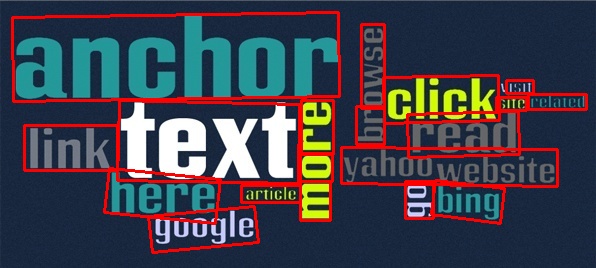 anchor
browse
click
visit
site related
link
text
more
read
yahoo website
here
article
go
bing
google